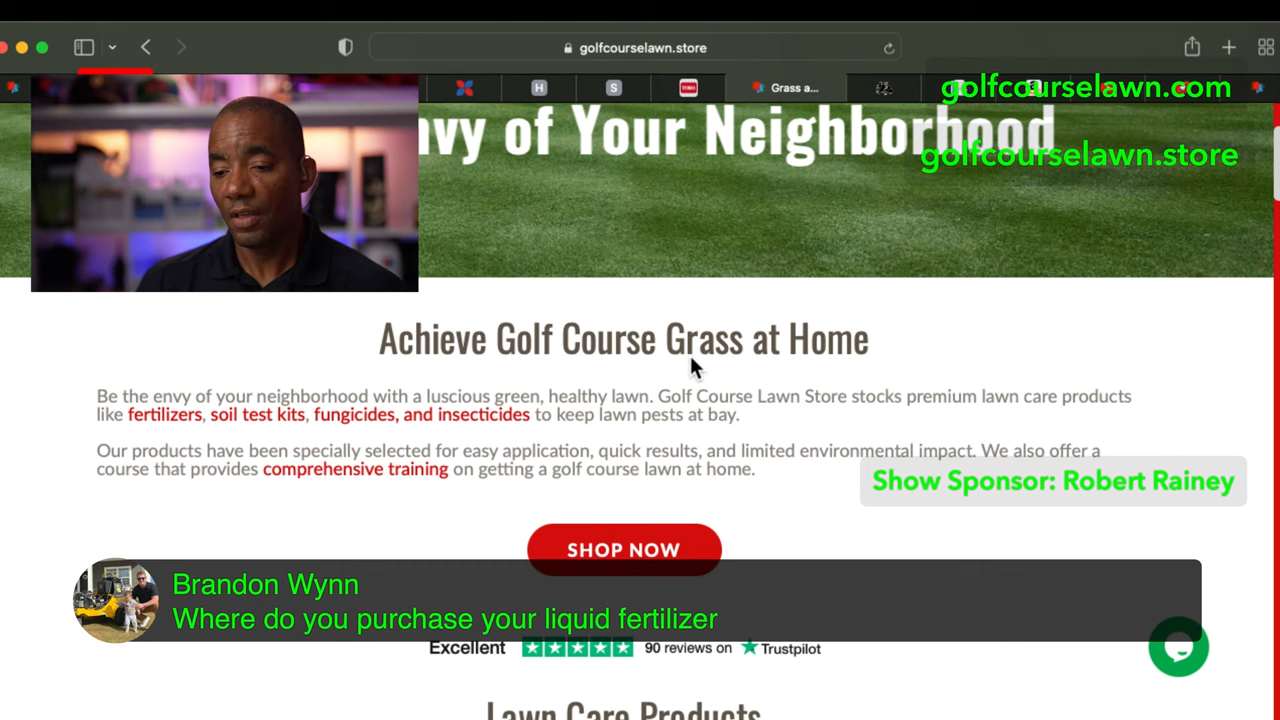 golfcourselawn.store
H
S
Grass a...
golfcourselawn.com
nvy of Your Neighborhood
golfcourselawn.store
Achieve Golf Course Grass at Home
Be the envy of your neighborhood with a luscious green, healthy lawn. Golf Course Lawn Store stocks premium lawn care products
like fertilizers, soil test kits, fungicides, and insecticides to keep lawn pests at bay.
Our products have been specially selected for easy application, quick results, and limited environmental impact. We also offer a
course that provides comprehensive training on getting a golf course lawn at home.
Show Sponsor: Robert Rainey
SHOP NOW
Brandon Wynn
Where do you purchase your liquid fertilizer
Excellent 90 reviews on Trustpilot
Lawn Care Products